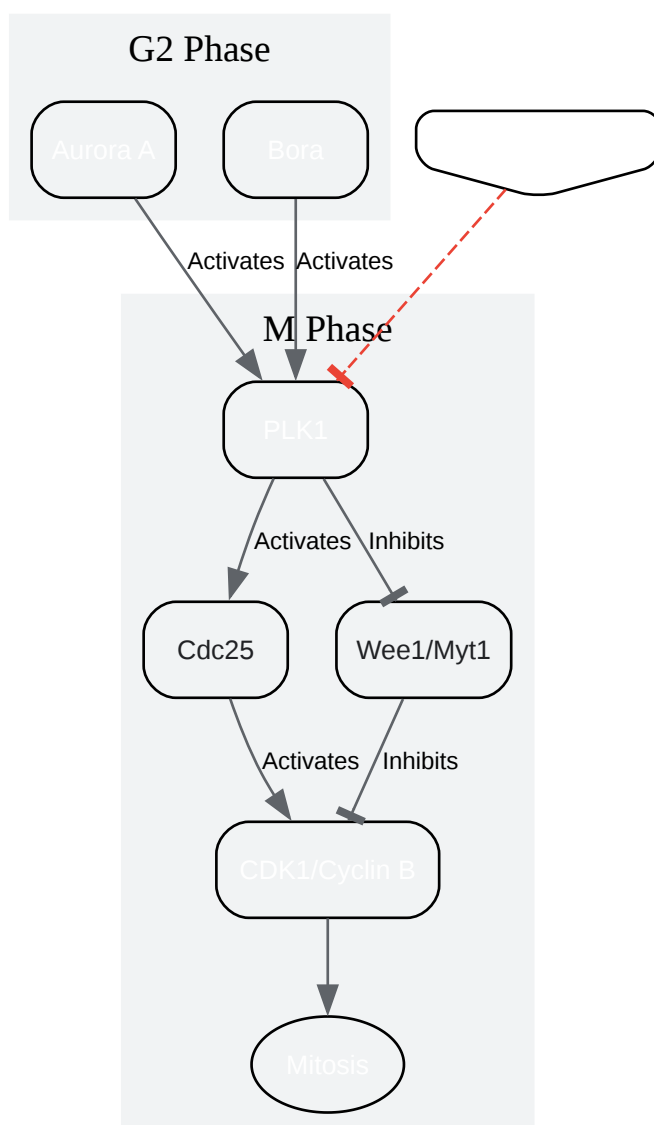 G2 Phase
Aurora A
Bora
Activates
Activates
M Phase
PLK1
Activates
Inhibits
Cdc25
Wee1/Myt1
Activates
Inhibits
CDK1/Cyclin B
Mitosis